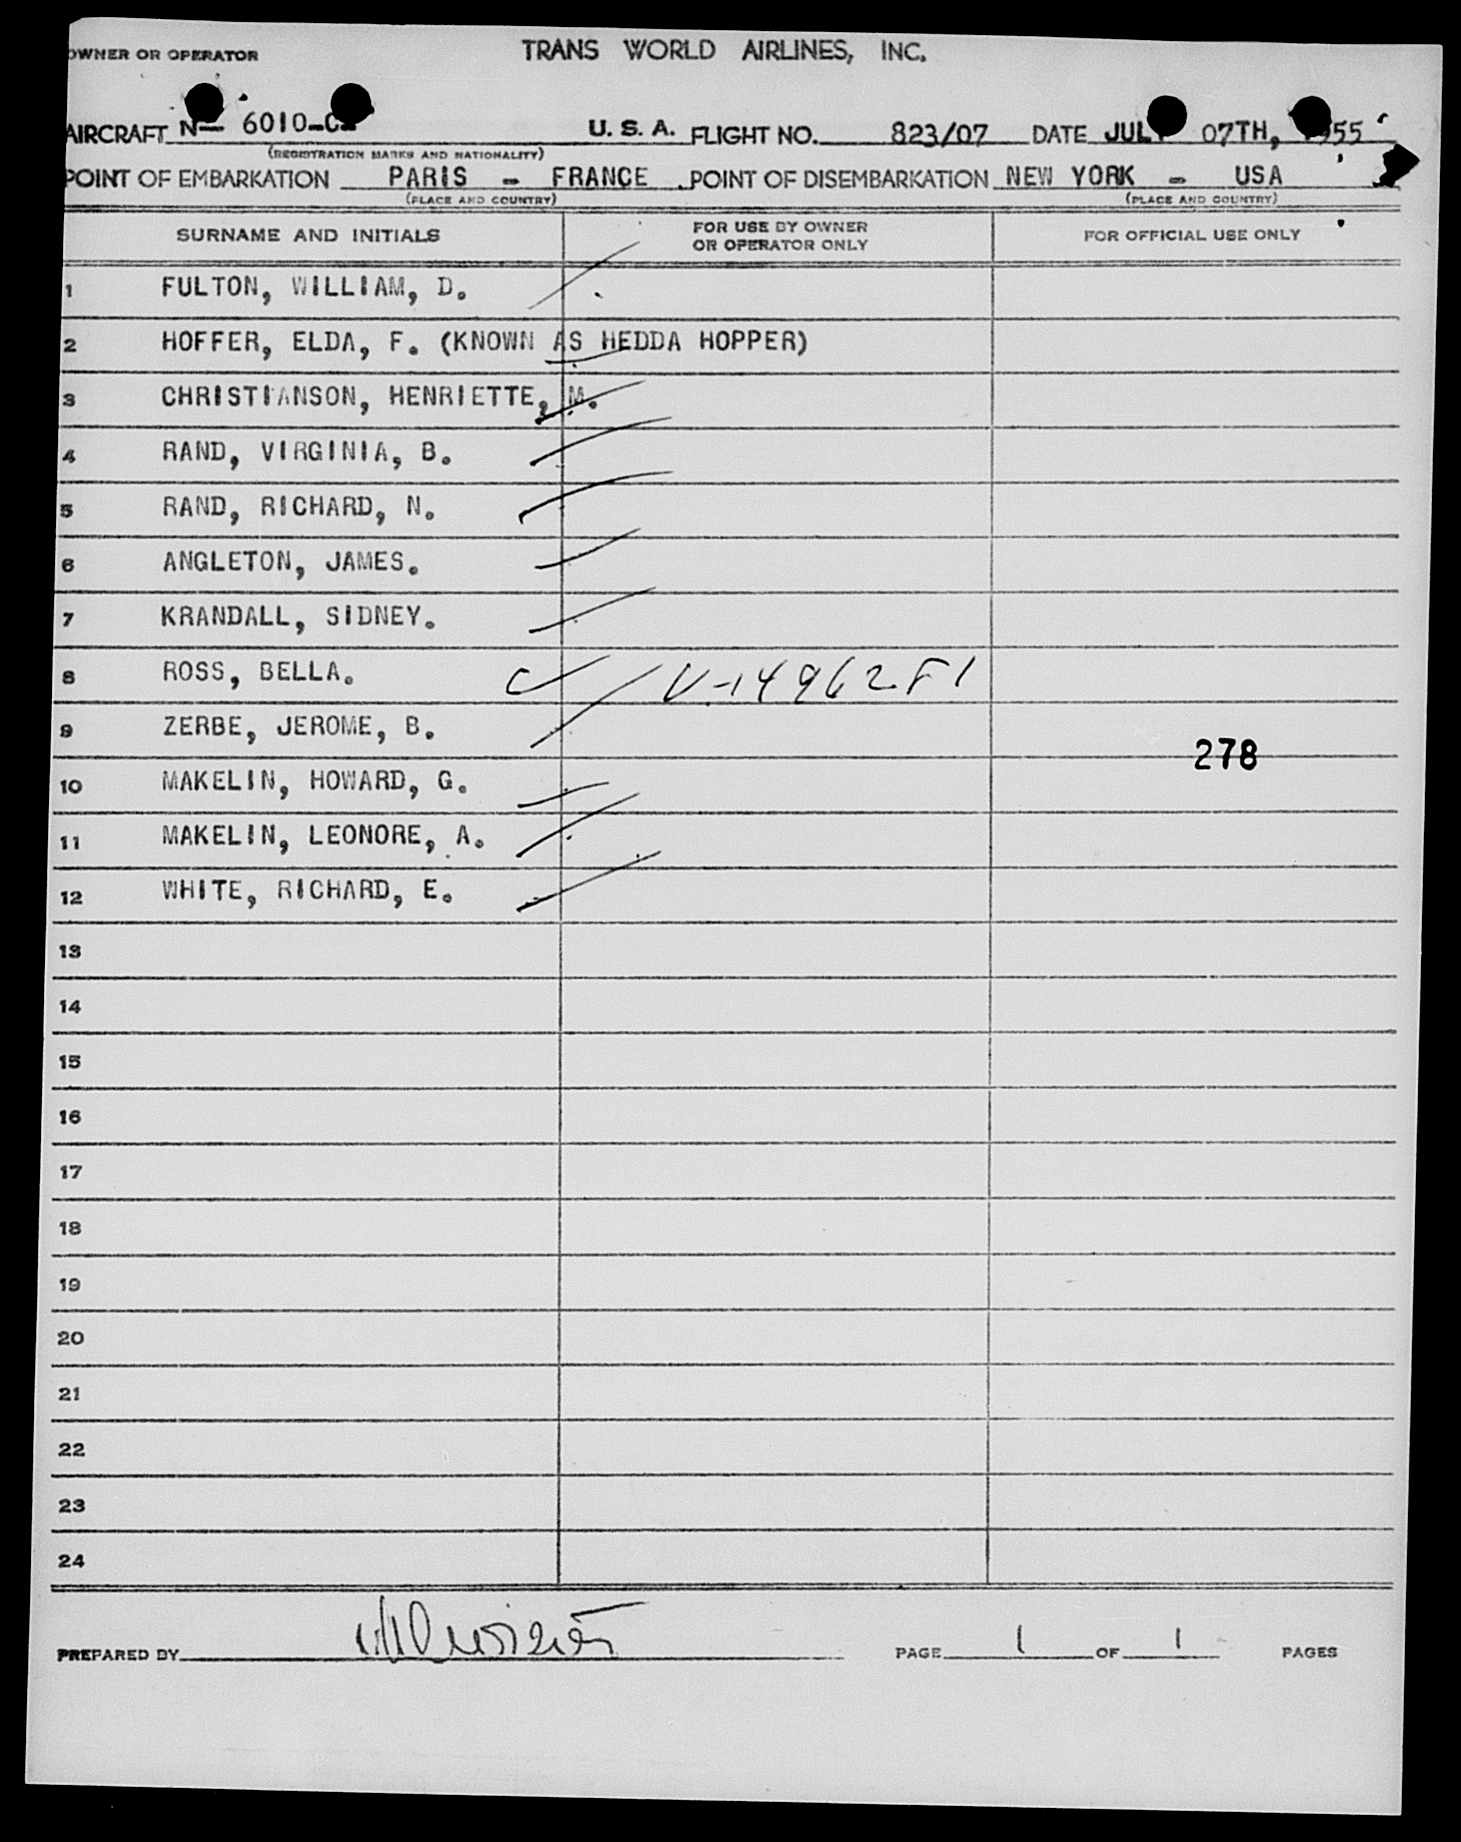 TRANS WORLD AIRLINES, INC.
OWNER OR OPERATOR
AIRCRAFT N– 6010-C– U. S. A. FLIGHT NO. 823/07 DATE JULY 07TH, 1955
(REGISTRATION MARKS AND NATIONALITY)
POINT OF EMBARKATION PARIS - FRANCE POINT OF DISEMBARKATION NEW YORK - USA
(PLACE AND COUNTRY) (PLACE AND COUNTRY)
SURNAME AND INITIALS FOR USE BY OWNER OR OPERATOR ONLY FOR OFFICIAL USE ONLY
1 FULTON, WILLIAM, D.
2 HOFFER, ELDA, F. (KNOWN AS HEDDA HOPPER)
3 CHRISTIANSON, HENRIETTE, M.
4 RAND, VIRGINIA, B.
5 RAND, RICHARD, N.
6 ANGLETON, JAMES.
7 KRANDALL, SIDNEY.
8 ROSS, BELLA. V-14962F1
9 ZERBE, JEROME, B.
278
10 MAKELIN, HOWARD, G.
11 MAKELIN, LEONORE, A.
12 WHITE, RICHARD, E.
13
14
15
16
17
18
19
20
21
22
23
24
PREPARED BY PAGE 1 OF 1 PAGES